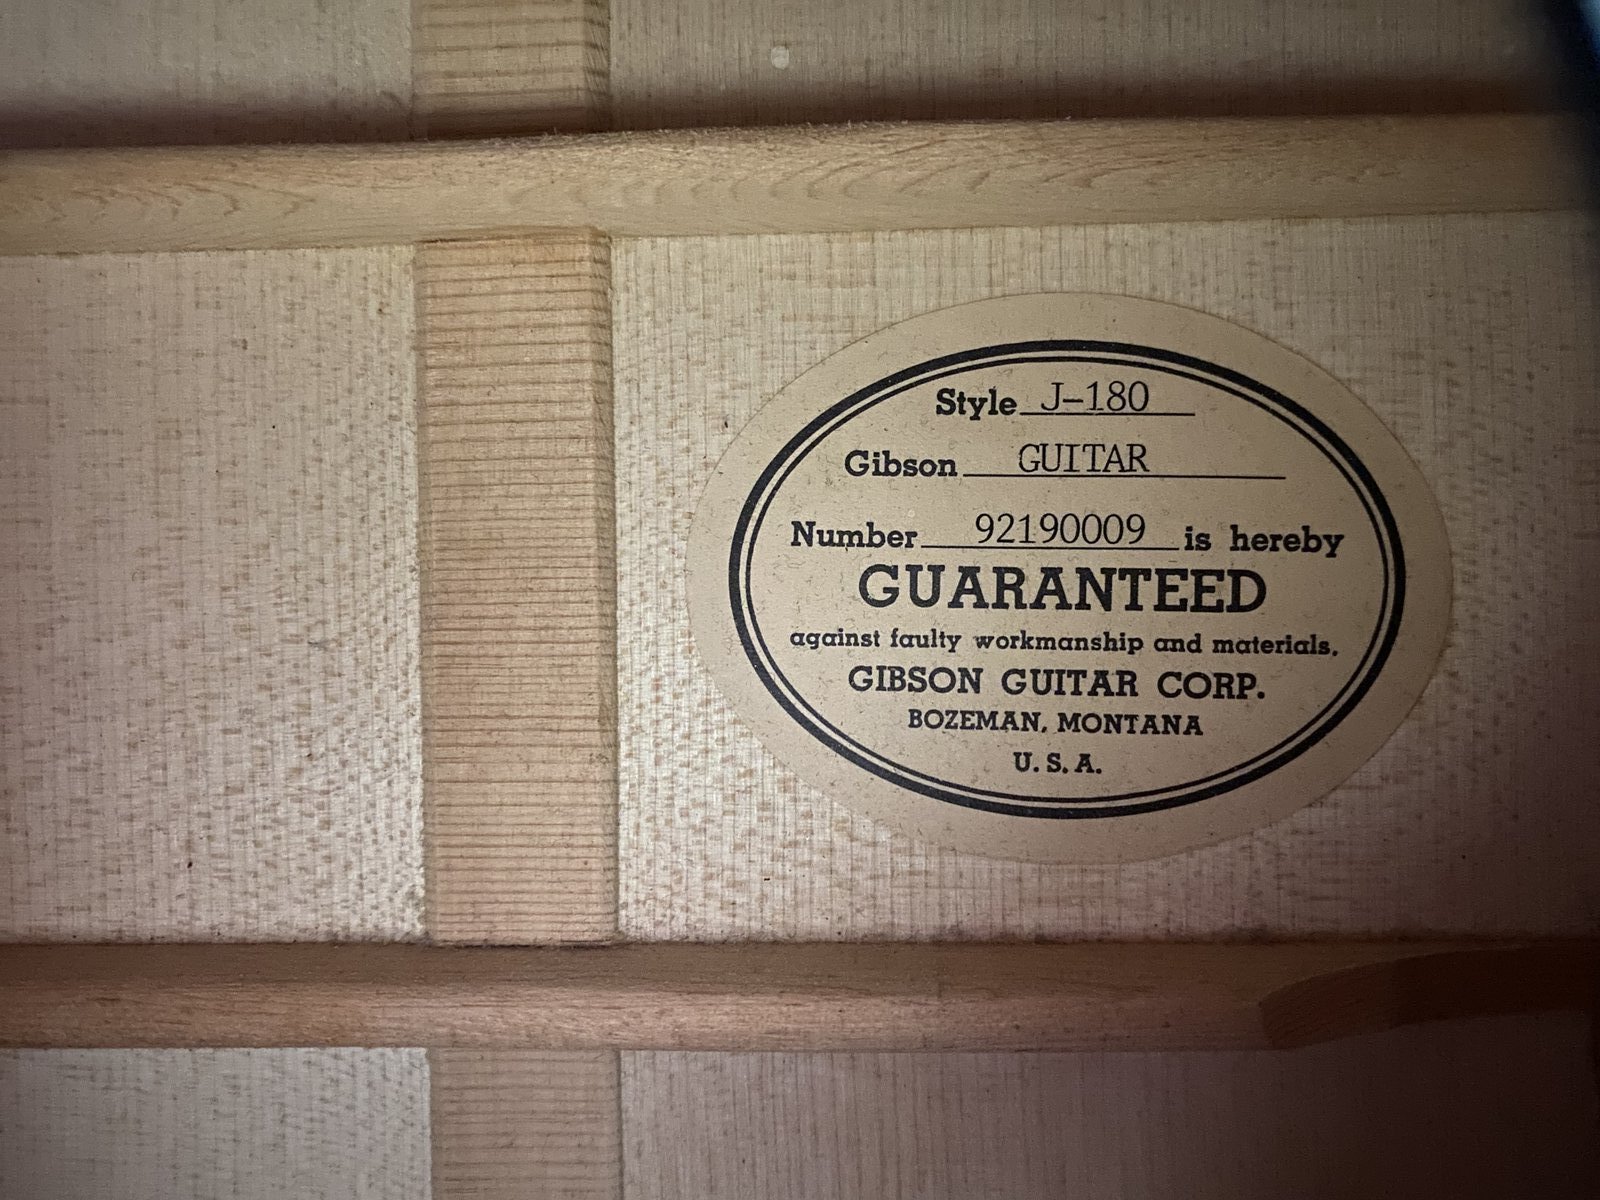 Style J-180
Gibson GUITAR
Number 92190009 is hereby
GUARANTEED
against faulty workmanship and materials.
GIBSON GUITAR CORP.
BOZEMAN, MONTANA
U. S. A.